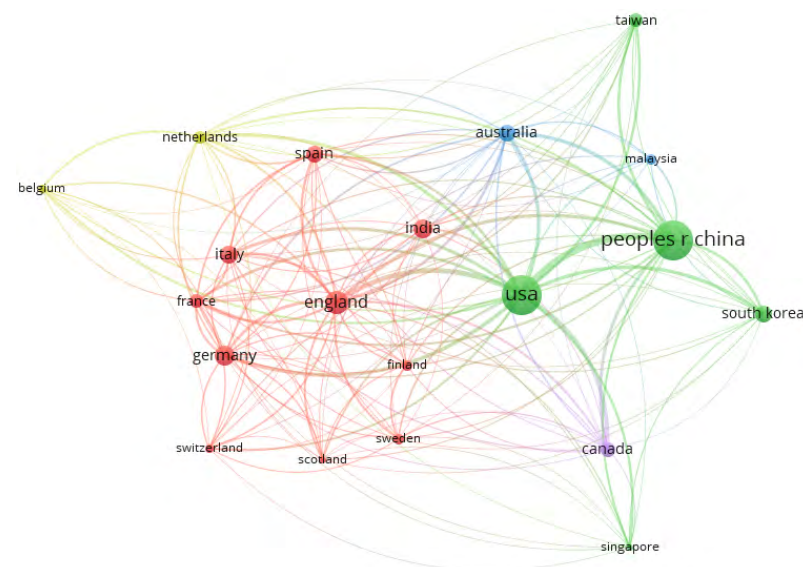 taiwan
netherlands
australia
spain
malaysia
belgium
india
peoples r china
italy
usa
france
england
south korea
germany
finland
switzerland
scotland
sweden
canada
singapore